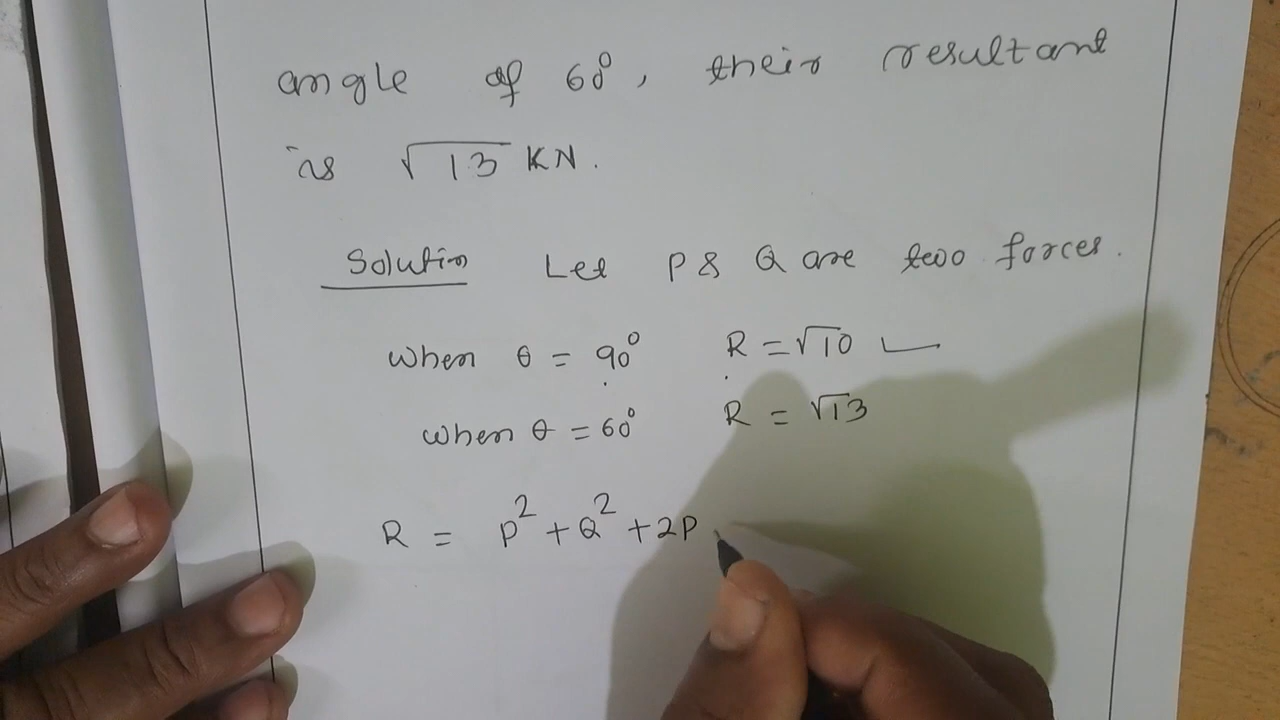 angle of 60°, their resultant
is √13 KN.
Solution Let P & Q are two forces.
When θ = 90° R = √10
when θ = 60° R = √13
R = P² + Q² + 2P